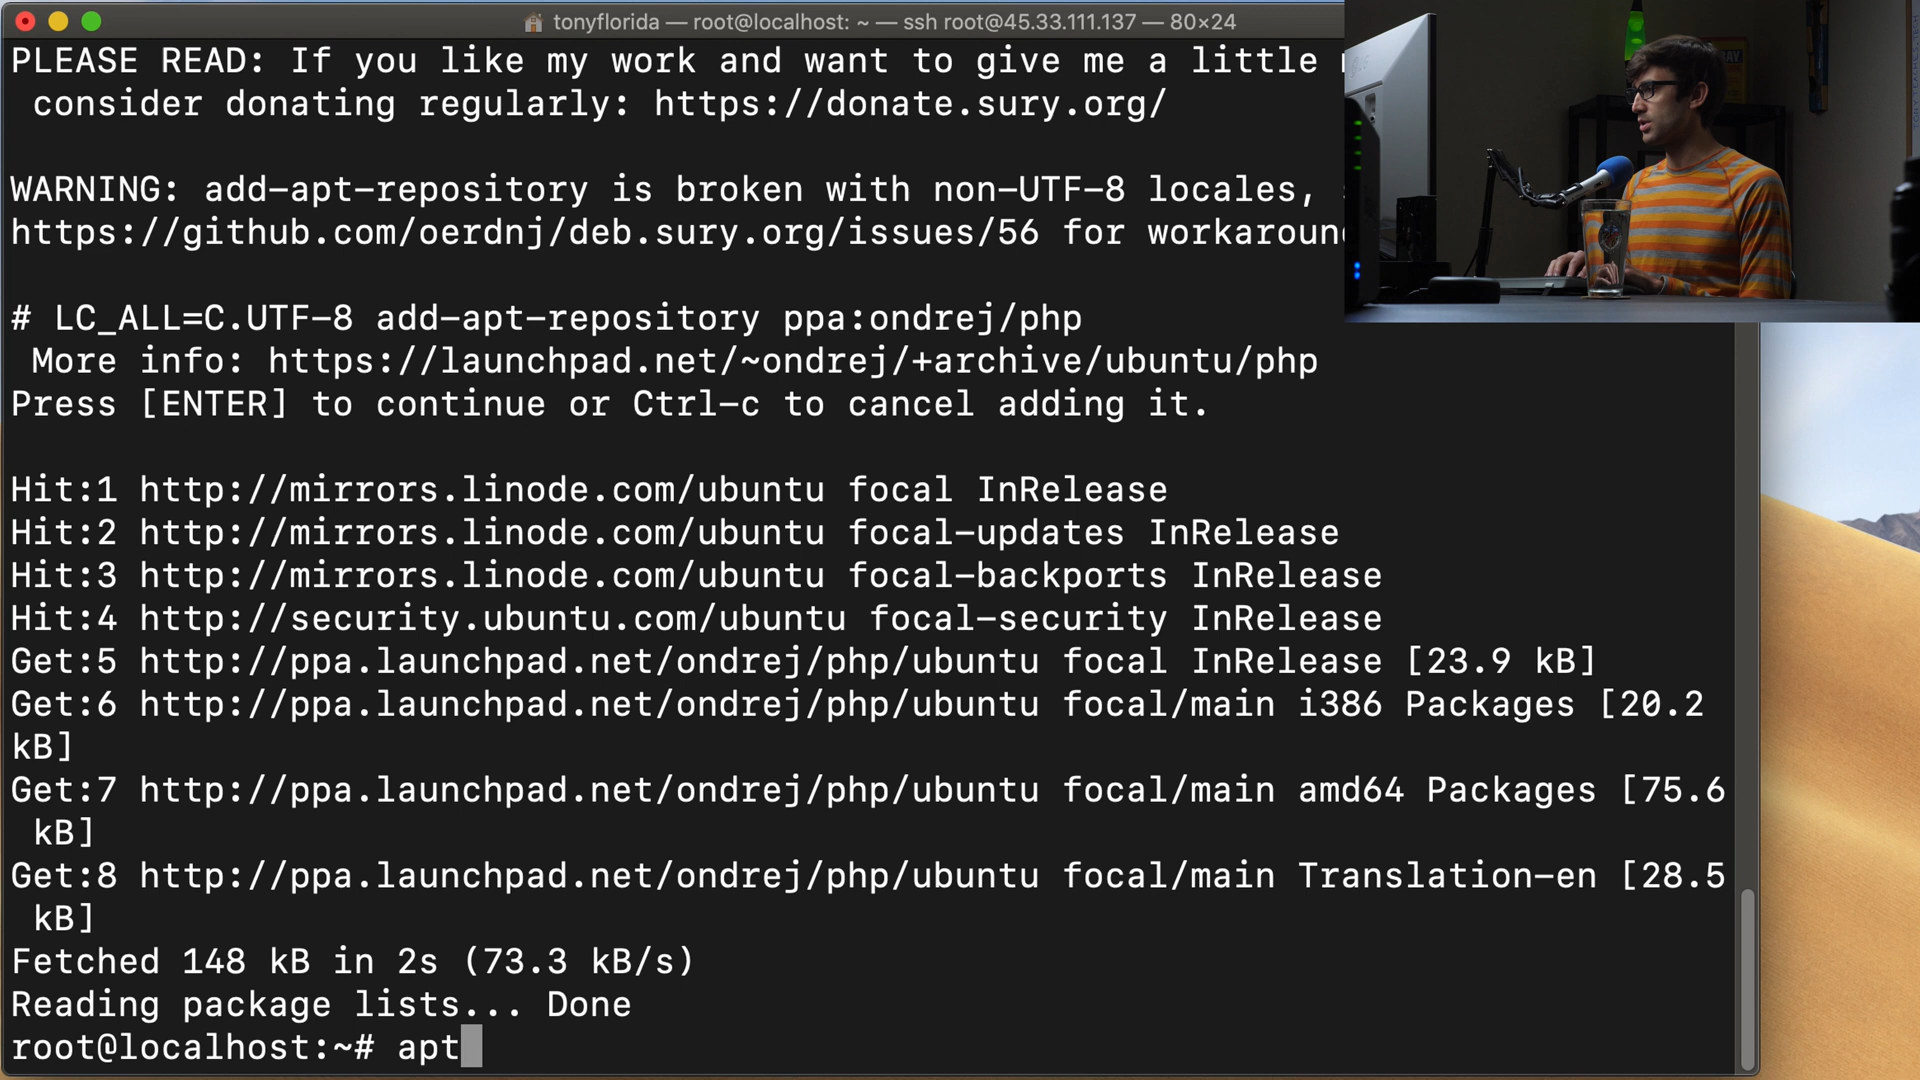 tonyflorida — root@localhost: ~ — ssh root@45.33.111.137 — 80×24
PLEASE READ: If you like my work and want to give me a little
consider donating regularly: https://donate.sury.org/
WARNING: add-apt-repository is broken with non-UTF-8 locales,
https://github.com/oerdnj/deb.sury.org/issues/56 for workaroun
# LC_ALL=C.UTF-8 add-apt-repository ppa:ondrej/php
More info: https://launchpad.net/~ondrej/+archive/ubuntu/php
Press [ENTER] to continue or Ctrl-c to cancel adding it.
Hit:1 http://mirrors.linode.com/ubuntu focal InRelease
Hit:2 http://mirrors.linode.com/ubuntu focal-updates InRelease
Hit:3 http://mirrors.linode.com/ubuntu focal-backports InRelease
Hit:4 http://security.ubuntu.com/ubuntu focal-security InRelease
Get:5 http://ppa.launchpad.net/ondrej/php/ubuntu focal InRelease [23.9 kB]
Get:6 http://ppa.launchpad.net/ondrej/php/ubuntu focal/main i386 Packages [20.2
kB]
Get:7 http://ppa.launchpad.net/ondrej/php/ubuntu focal/main amd64 Packages [75.6
kB]
Get:8 http://ppa.launchpad.net/ondrej/php/ubuntu focal/main Translation-en [28.5
kB]
Fetched 148 kB in 2s (73.3 kB/s)
Reading package lists... Done
root@localhost:~# apt